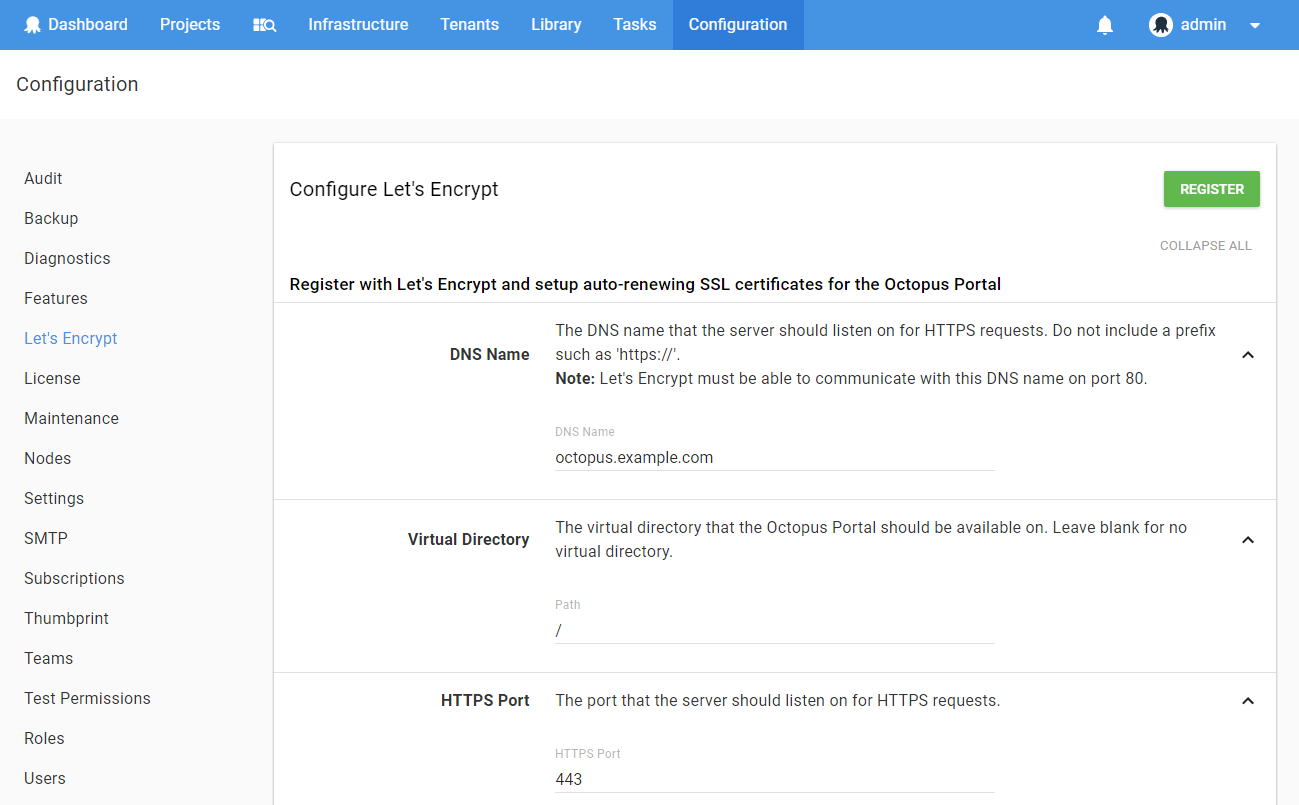 Dashboard Projects Infrastructure Tenants Library Tasks Configuration admin
Configuration
Audit
Backup
Diagnostics
Features
Let's Encrypt
License
Maintenance
Nodes
Settings
SMTP
Subscriptions
Thumbprint
Teams
Test Permissions
Roles
Users
Configure Let's Encrypt
REGISTER
COLLAPSE ALL
Register with Let's Encrypt and setup auto-renewing SSL certificates for the Octopus Portal
DNS Name
The DNS name that the server should listen on for HTTPS requests. Do not include a prefix
such as 'https://'.
Note: Let's Encrypt must be able to communicate with this DNS name on port 80.
DNS Name
octopus.example.com
Virtual Directory
The virtual directory that the Octopus Portal should be available on. Leave blank for no
virtual directory.
Path
/
HTTPS Port
The port that the server should listen on for HTTPS requests.
HTTPS Port
443